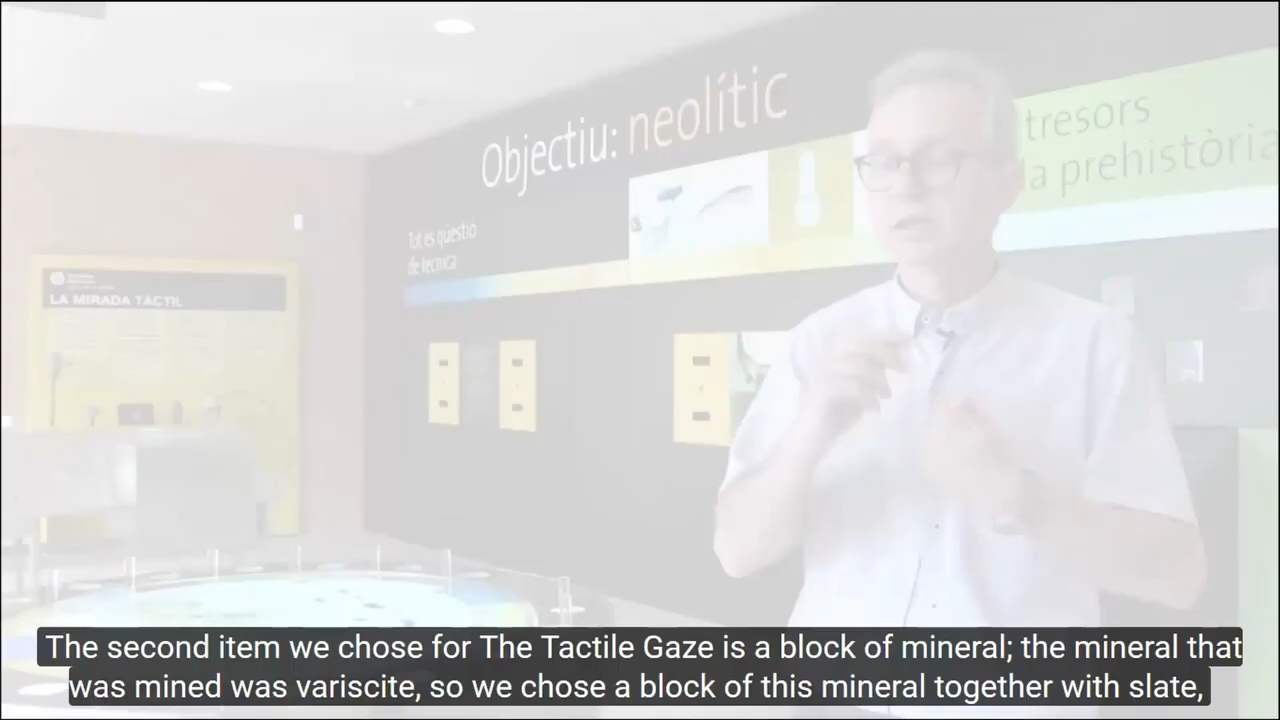 Objectiu: neolític
tresors
la prehistòria
Tot és qüestió
de tècnica
LA MIRADA TÀCTIL
The second item we chose for The Tactile Gaze is a block of mineral; the mineral that
was mined was variscite, so we chose a block of this mineral together with slate,